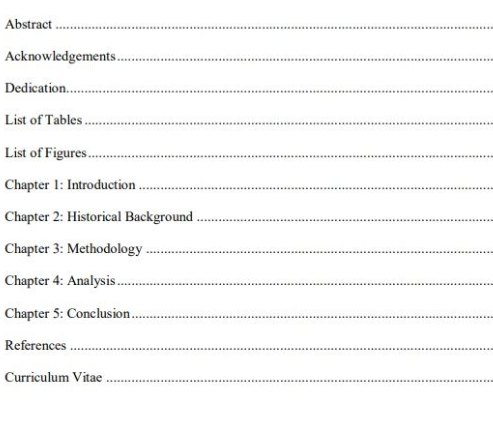 Abstract ..........................................................................................................................
Acknowledgements.........................................................................................................
Dedication.......................................................................................................................
List of Tables ..................................................................................................................
List of Figures.................................................................................................................
Chapter 1: Introduction ...................................................................................................
Chapter 2: Historical Background ...................................................................................
Chapter 3: Methodology .................................................................................................
Chapter 4: Analysis.........................................................................................................
Chapter 5: Conclusion.....................................................................................................
References ......................................................................................................................
Curriculum Vitae ............................................................................................................